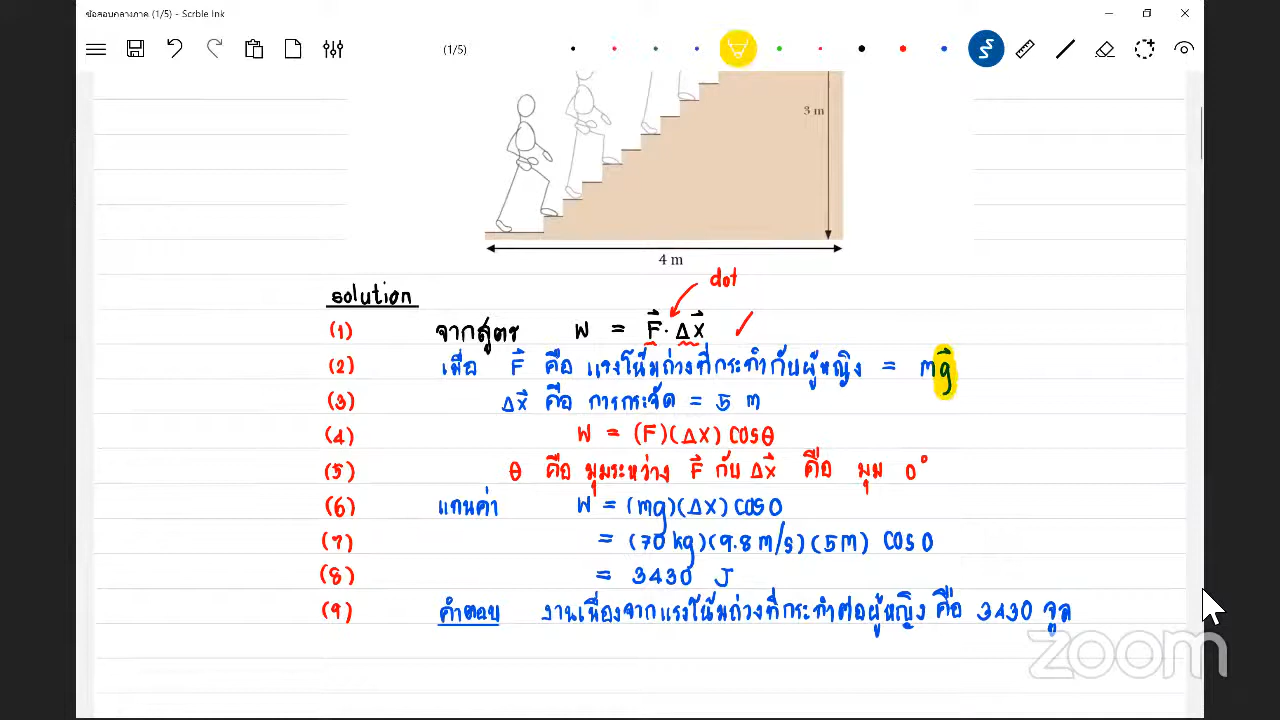 ข้อสอบกลางภาค (1/5) - Scrble Ink
(1/5)
3 m
4 m
dot
solution
(1) จากสูตร W = F⃗ · Δx⃗ ✓
(2) เมื่อ F⃗ คือ แรงโน้มถ่วงที่กระทำกับผู้หญิง = mg⃗
(3) Δx⃗ คือ การกระจัด = 5 m
(4) W = (F)(Δx) cosθ
(5) θ คือ มุมระหว่าง F⃗ กับ Δx⃗ คือ มุม 0°
(6) แทนค่า W = (mg)(Δx) cos0
(7) = (70 kg)(9.8 m/s)(5m) cos 0
(8) = 3430 J
(9) คำตอบ งานเนื่องจากแรงโน้มถ่วงที่กระทำต่อผู้หญิง คือ 3430 จูล
zoom